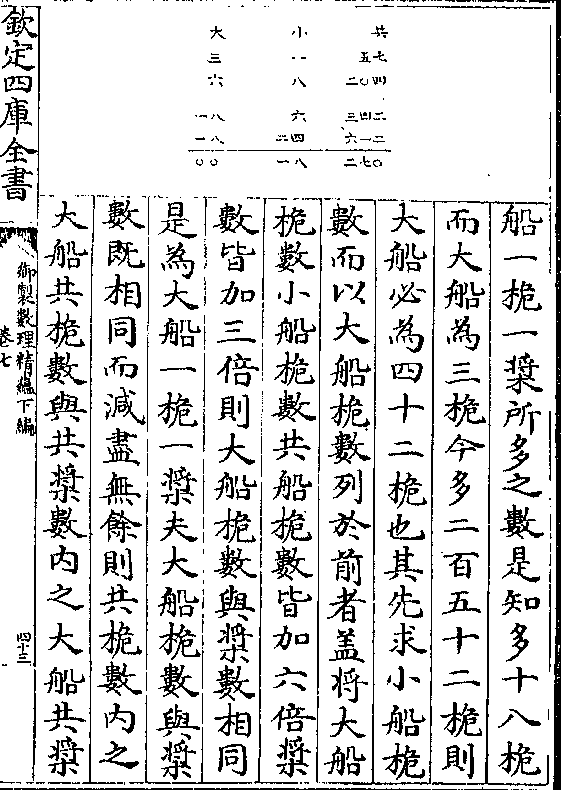 大 小 共
三 一 五七
六 八 二〇四
一八 六 三四二
一八 二四 六一二
〇〇 一八 二七〇
船一桅一槳所多之數是知多十八桅
而大船為三桅今多二百五十二桅則
大船必為四十二桅也其先求小船桅
數而以大船桅數列於前者蓋將大船
桅數小船桅數共船桅數皆加六倍槳
數皆加三倍則大船桅數與槳數相同
是為大船一桅一槳夫大船桅數與槳
數既相同而減盡無餘則共桅數內之
大船共桅數與共槳數內之大船共槳
欽定四庫全書
御製數理精藴下編
卷七
四十三